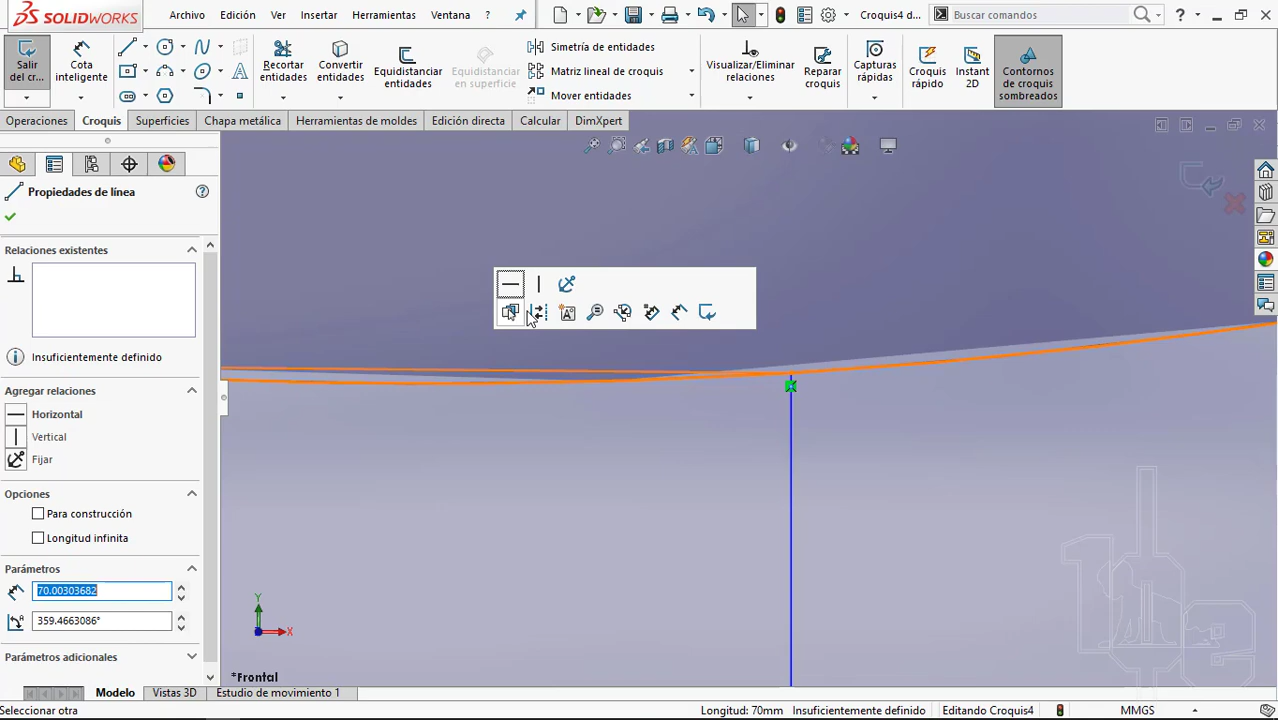 SOLIDWORKS
Archivo
Edición
Ver
Insertar
Herramientas
Ventana
?
Croquis4 d...
Buscar comandos
?
Salir
del cr...
Cota
inteligente
Recortar
entidades
Convertir
entidades
Equidistanciar
entidades
Equidistanciar
en superficie
Simetría de entidades
Matriz lineal de croquis
Mover entidades
Visualizar/Eliminar
relaciones
Reparar
croquis
Capturas
rápidas
Croquis
rápido
Instant
2D
Contornos
de croquis
sombreados
Operaciones
Croquis
Superficies
Chapa metálica
Herramientas de moldes
Edición directa
Calcular
DimXpert
Propiedades de línea
Relaciones existentes
Insuficientemente definido
Agregar relaciones
Horizontal
Vertical
Fijar
Opciones
Para construcción
Longitud infinita
Parámetros
70.00303682
359.4663086°
Parámetros adicionales
Y
X
*Frontal
Modelo
Vistas 3D
Estudio de movimiento 1
Seleccionar otra
Longitud: 70mm
Insuficientemente definido
Editando Croquis4
MMGS